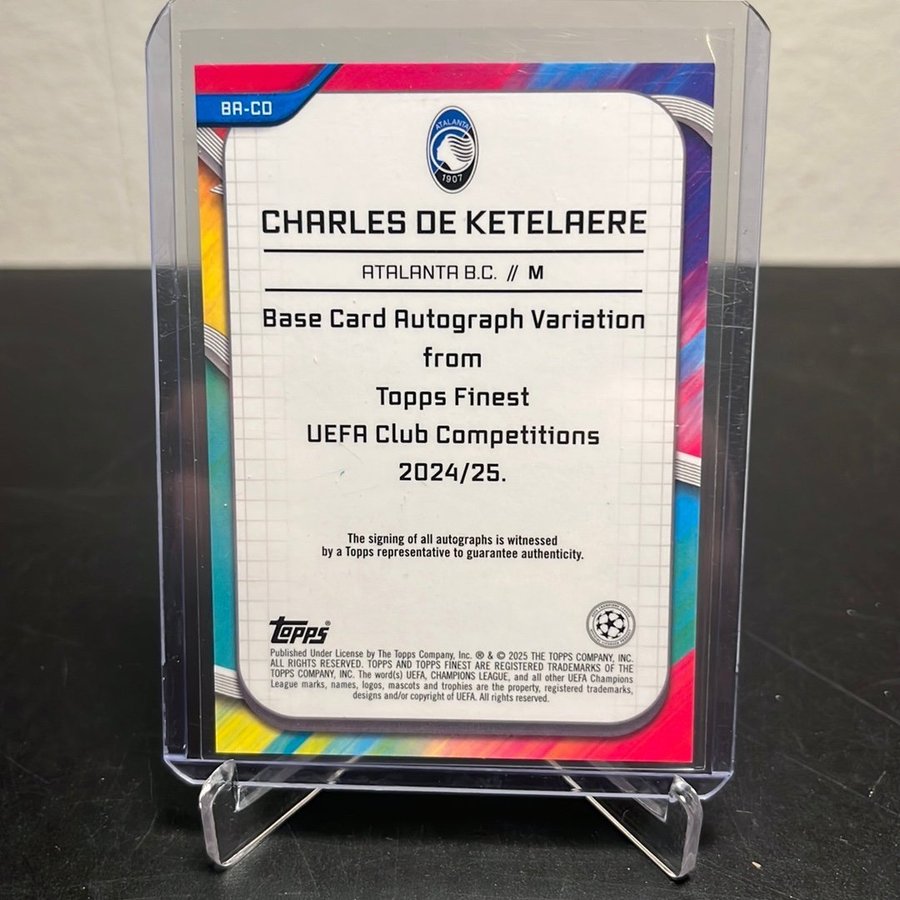 BA-CD
ATALANTA
1907
CHARLES DE KETELAERE
ATALANTA B.C. // M
Base Card Autograph Variation
from
Topps Finest
UEFA Club Competitions
2024/25.
The signing of all autographs is witnessed
by a Topps representative to guarantee authenticity.
topps®
Published Under License by The Topps Company, Inc. ® & © 2025 THE TOPPS COMPANY, INC.
ALL RIGHTS RESERVED. TOPPS AND TOPPS FINEST ARE REGISTERED TRADEMARKS OF THE
TOPPS COMPANY, INC. The word(s) UEFA, CHAMPIONS LEAGUE, and all other UEFA Champions
League marks, names, logos, mascots and trophies are the property, registered trademarks,
designs and/or copyright of UEFA. All rights reserved.